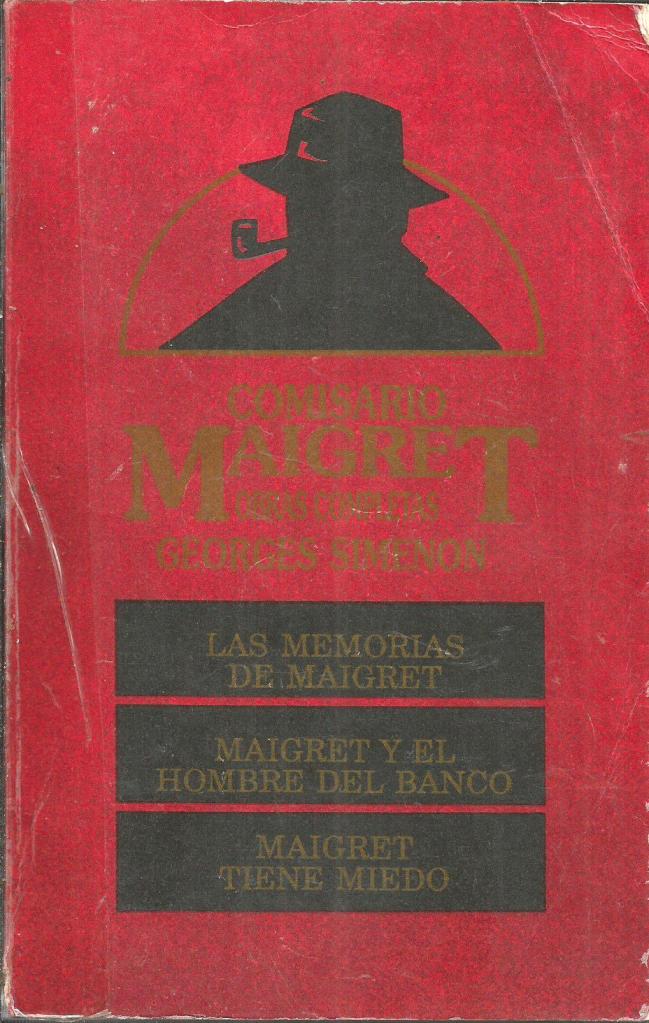 COMISARIO
MAIGRET
OBRAS COMPLETAS
GEORGES SIMENON
LAS MEMORIAS
DE MAIGRET
MAIGRET Y EL
HOMBRE DEL BANCO
MAIGRET
TIENE MIEDO